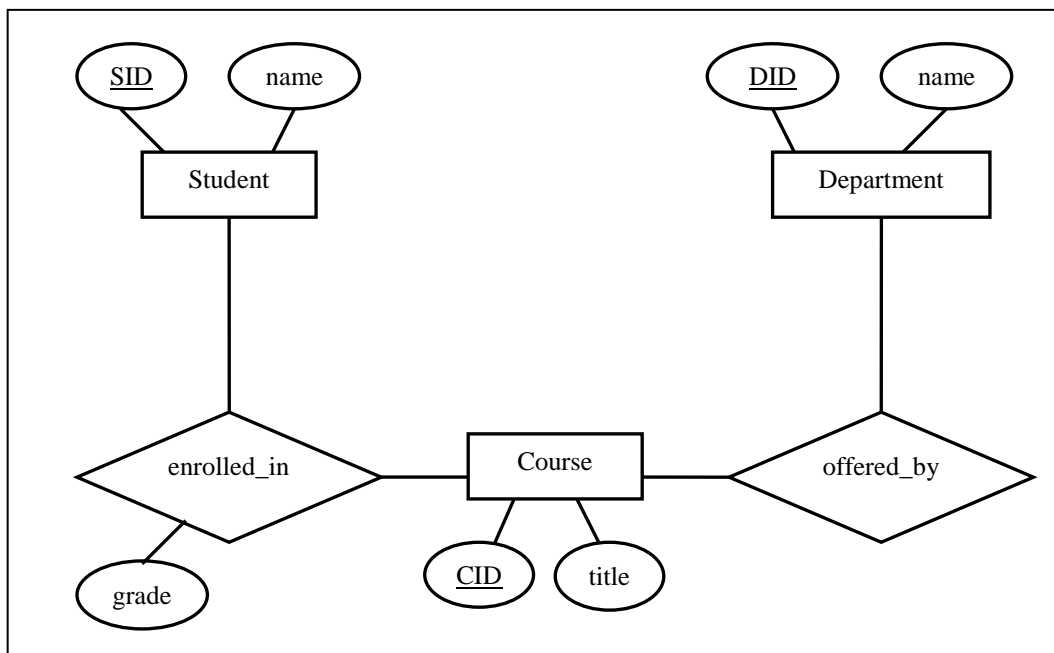 SID
name
DID
name
Student
Department
enrolled_in
Course
offered_by
CID
title
grade